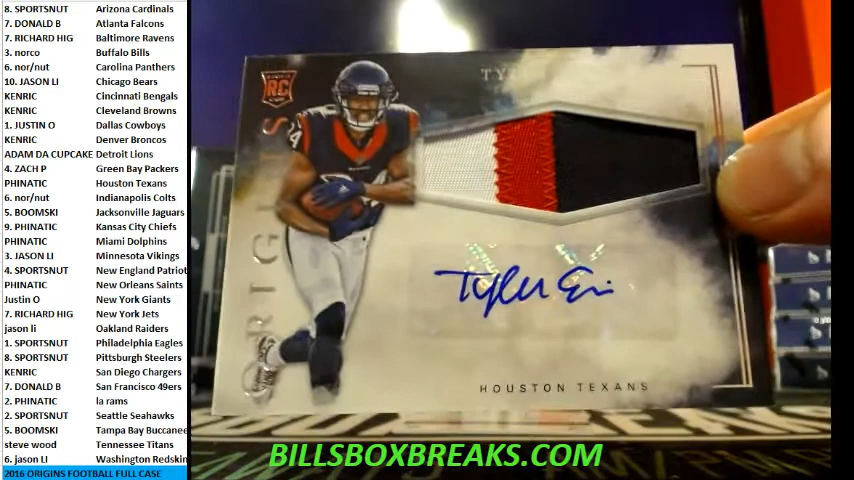 8. SPORTSNUT Arizona Cardinals
7. DONALD B Atlanta Falcons
7. RICHARD HIG Baltimore Ravens
3. norco Buffalo Bills
6. nor/nut Carolina Panthers
10. JASON LI Chicago Bears
KENRIC Cincinnati Bengals
KENRIC Cleveland Browns
1. JUSTIN O Dallas Cowboys
KENRIC Denver Broncos
ADAM DA CUPCAKE Detroit Lions
4. ZACH P Green Bay Packers
PHINATIC Houston Texans
6. nor/nut Indianapolis Colts
5. BOOMSKI Jacksonville Jaguars
9. PHINATIC Kansas City Chiefs
PHINATIC Miami Dolphins
3. JASON LI Minnesota Vikings
4. SPORTSNUT New England Patriot
PHINATIC New Orleans Saints
Justin O New York Giants
7. RICHARD HIG New York Jets
jason li Oakland Raiders
1. SPORTSNUT Philadelphia Eagles
8. SPORTSNUT Pittsburgh Steelers
KENRIC San Diego Chargers
7. DONALD B San Francisco 49ers
2. PHINATIC la rams
2. SPORTSNUT Seattle Seahawks
5. BOOMSKI Tampa Bay Buccanee
steve wood Tennessee Titans
6. jason LI Washington Redskin
2016 ORIGINS FOOTBALL FULL CASE
RC
ORIGINS
Tyler Eri
HOUSTON TEXANS
BILLSBOXBREAKS.COM